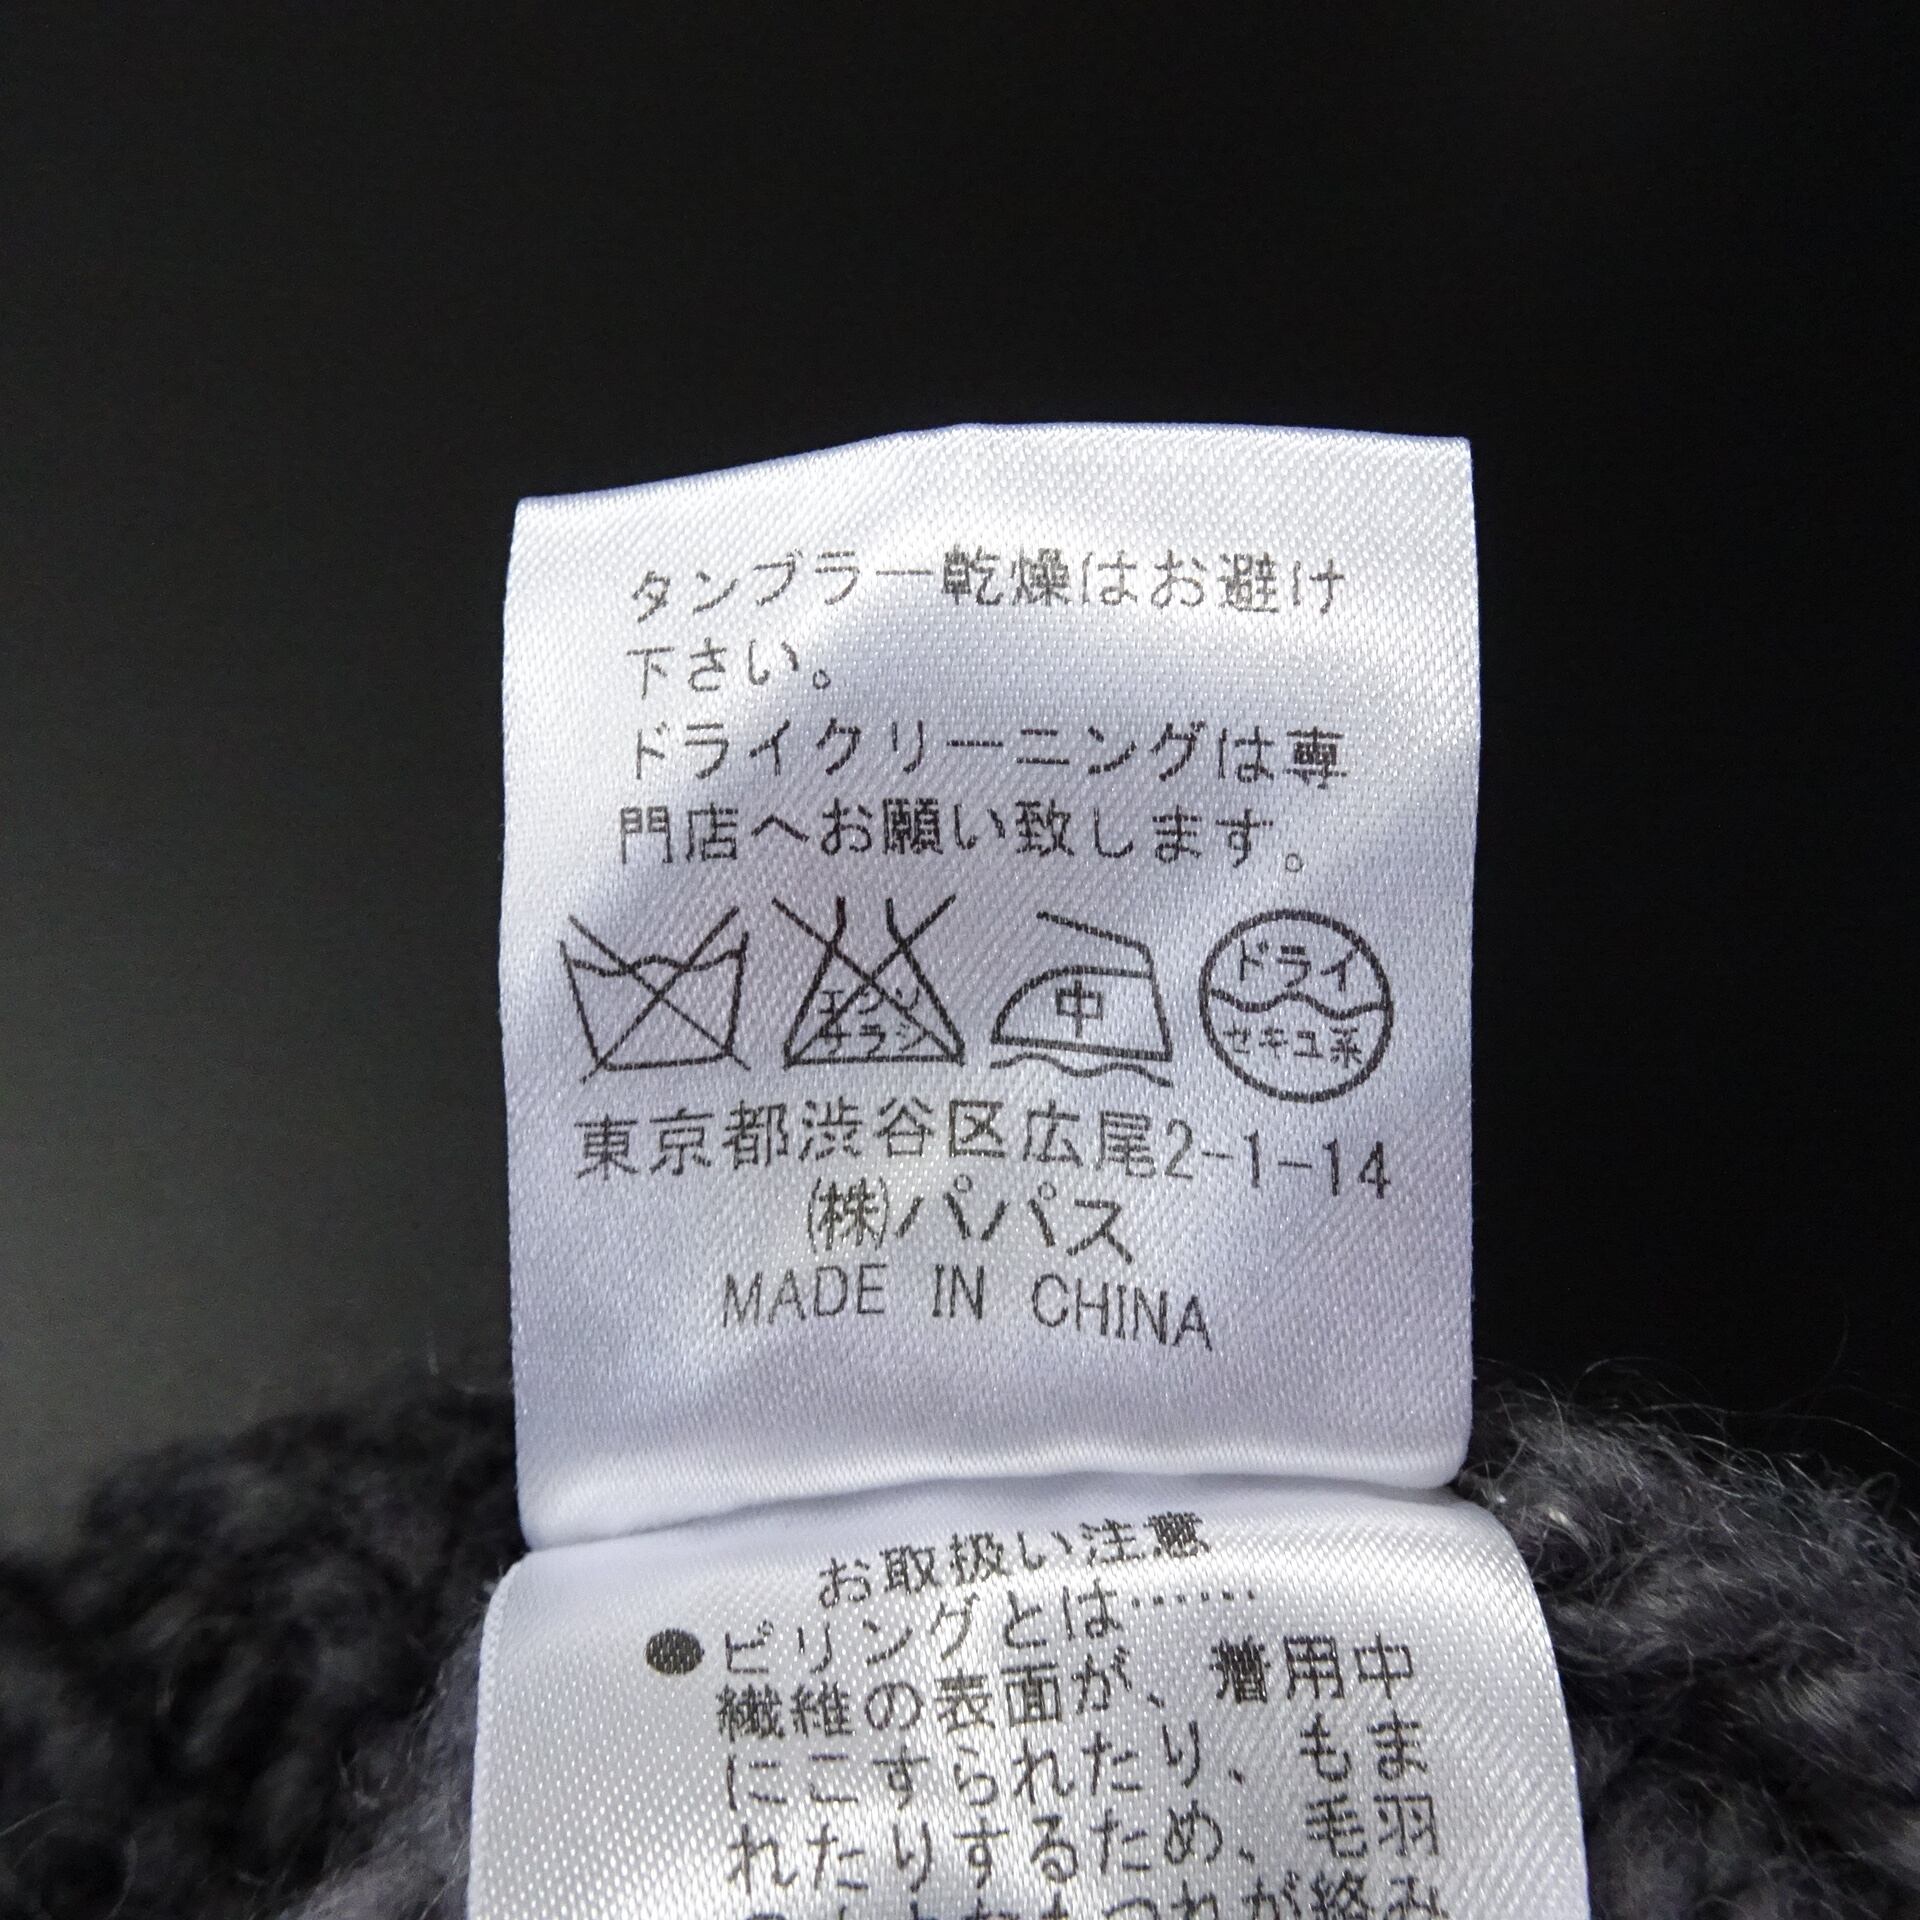 タンブラー乾燥はお避け
下さい。
ドライクリーニングは専
門店へお願い致します。
エンソ
サラシ
中
ドライ
セキユ系
東京都渋谷区広尾2-1-14
㈱パパス
MADE IN CHINA
お取扱い注意
●ピリングとは……
繊維の表面が、着用中
にこすられたり、もま
れたりするため、毛羽
つれが絡み